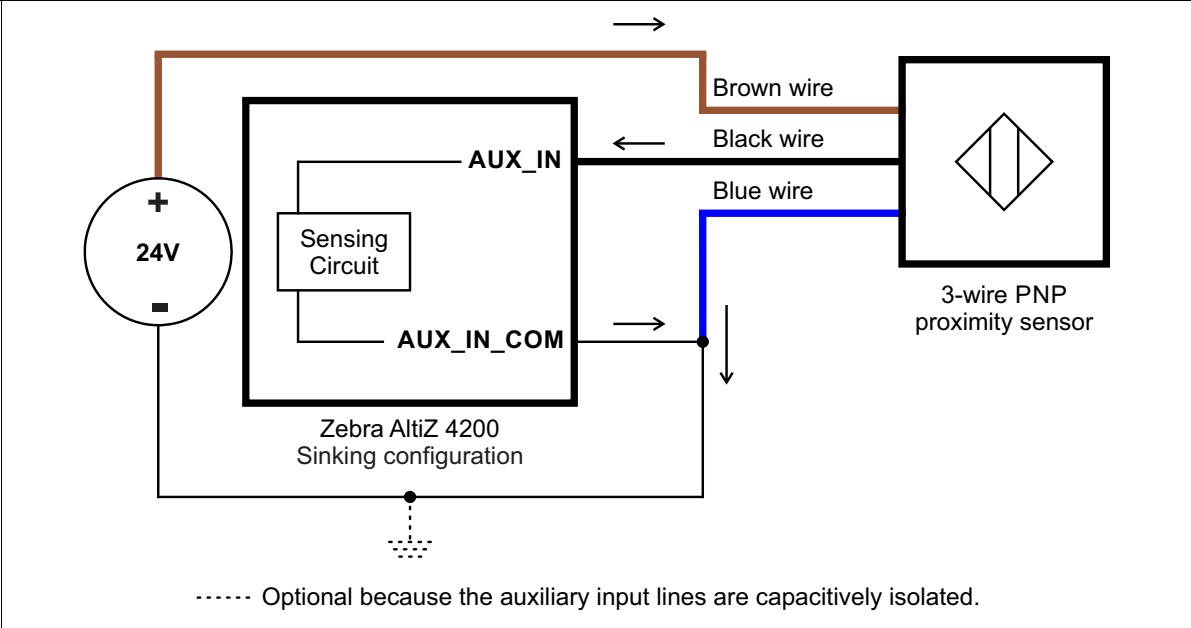 Brown wire
Black wire
AUX_IN
Blue wire
+
24V
-
Sensing
Circuit
AUX_IN_COM
3-wire PNP
proximity sensor
Zebra AltiZ 4200
Sinking configuration
Optional because the auxiliary input lines are capacitively isolated.